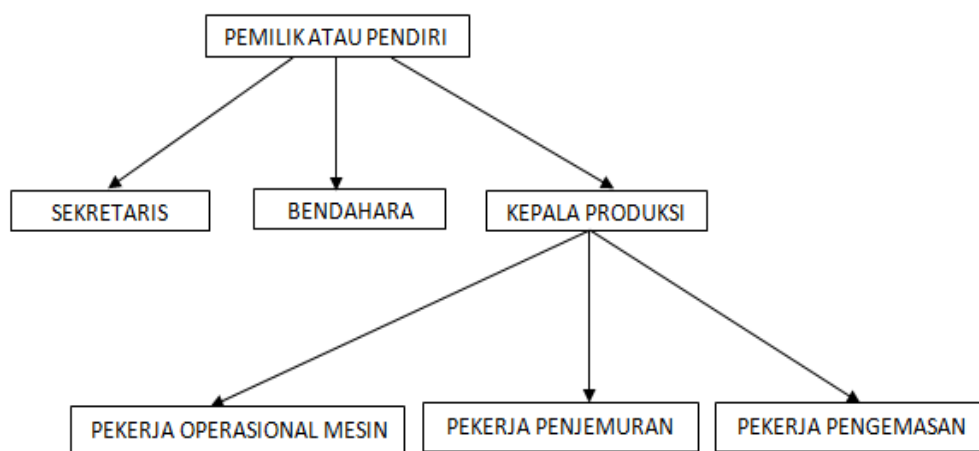 PEMILIK ATAU PENDIRI
SEKRETARIS
BENDAHARA
KEPALA PRODUKSI
PEKERJA OPERASIONAL MESIN
PEKERJA PENJEMURAN
PEKERJA PENGEMASAN